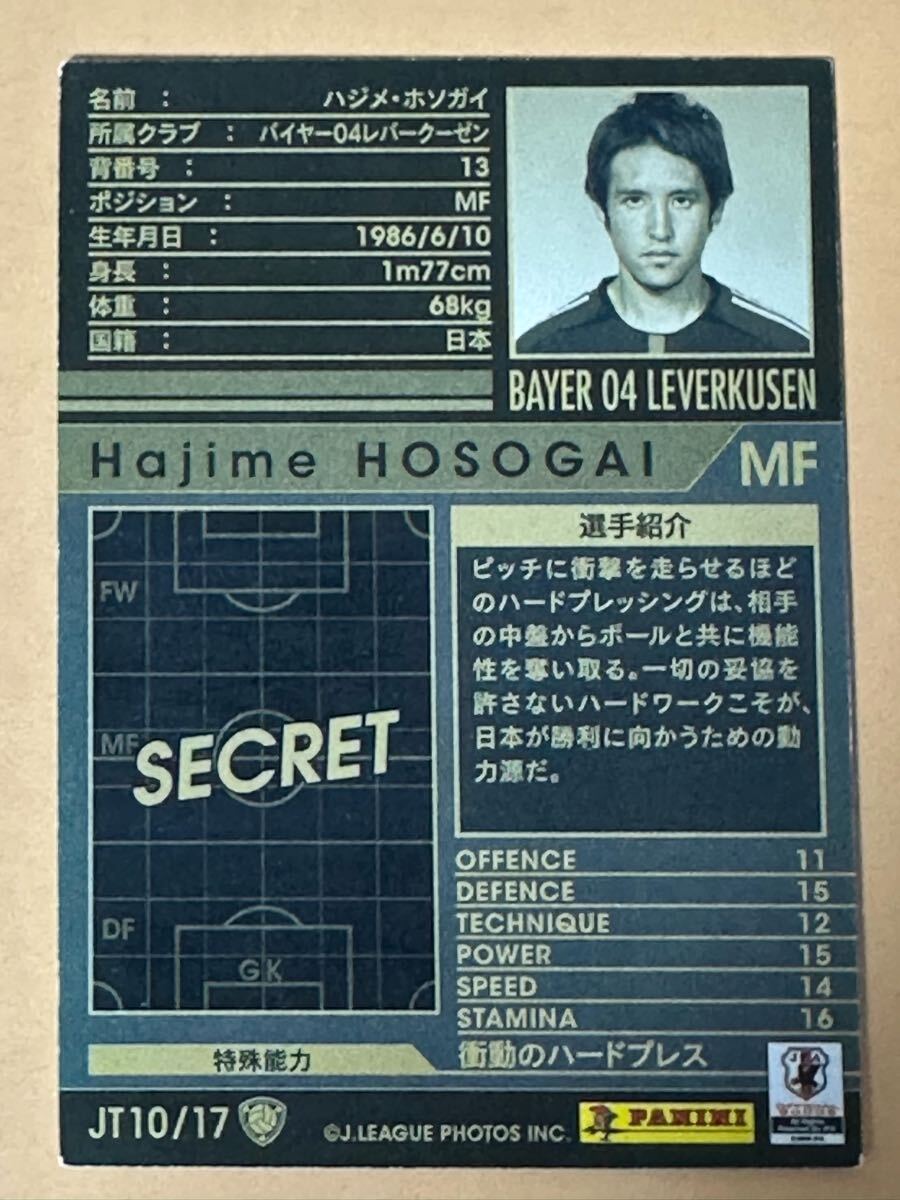 名前 : ハジメ・ホソガイ
所属クラブ : バイヤー04レバークーゼン
背番号 : 13
ポジション : MF
生年月日 : 1986/6/10
身長 : 1m77cm
体重 : 68kg
国籍 : 日本
BAYER 04 LEVERKUSEN
Hajime HOSOGAI MF
FW
MF
SECRET
DF
GK
選手紹介
ピッチに衝撃を走らせるほど
のハードプレッシングは、相手
の中盤からボールと共に機能
性を奪い取る。一切の妥協を
許さないハードワークこそが、
日本が勝利に向かうための動
力源だ。
OFFENCE 11
DEFENCE 15
TECHNIQUE 12
POWER 15
SPEED 14
STAMINA 16
特殊能力 衝動のハードプレス
JT10/17
©J.LEAGUE PHOTOS INC.
PANINI